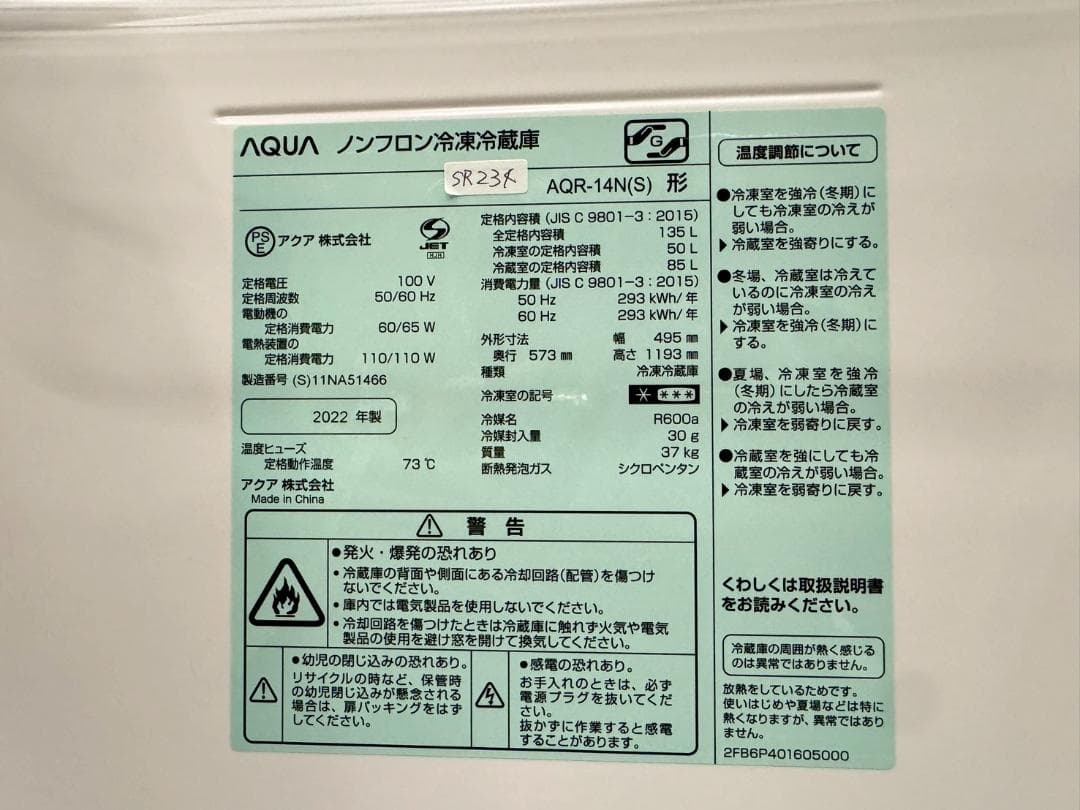 AQUA ノンフロン冷凍冷蔵庫
G
SR234
AQR-14N(S) 形
PS
E
アクア 株式会社
JET
定格電圧 100 V
定格周波数 50/60 Hz
電動機の
定格消費電力 60/65 W
電熱装置の
定格消費電力 110/110 W
製造番号 (S)11NA51466
2022 年製
温度ヒューズ
定格動作温度 73 ℃
アクア 株式会社
Made in China
定格内容積 (JIS C 9801-3：2015)
全定格内容積 135 L
冷凍室の定格内容積 50 L
冷蔵室の定格内容積 85 L
消費電力量 (JIS C 9801-3：2015)
50 Hz 293 kWh/年
60 Hz 293 kWh/年
外形寸法 幅 495 ㎜
奥行 573 ㎜ 高さ 1193 ㎜
種類 冷凍冷蔵庫
冷凍室の記号
冷媒名 R600a
冷媒封入量 30 g
質量 37 kg
断熱発泡ガス シクロペンタン
⚠ 警 告
●発火・爆発の恐れあり
・冷蔵庫の背面や側面にある冷却回路(配管)を傷つけ
ないでください。
・庫内では電気製品を使用しないでください。
・冷却回路を傷つけたときは冷蔵庫に触れず火気や電気
製品の使用を避け窓を開けて換気してください。
●幼児の閉じ込みの恐れあり。
リサイクルの時など、保管時
の幼児閉じ込みが懸念される
場合は、扉パッキングをはず
してください。
●感電の恐れあり。
お手入れのときは、必ず
電源プラグを抜いてくだ
さい。
抜かずに作業すると感電
することがあります。
温度調節について
●冷凍室を強冷(冬期)に
しても冷凍室の冷えが
弱い場合。
▶冷蔵室を強寄りにする。
●冬場、冷蔵室は冷えて
いるのに冷凍室の冷え
が弱い場合。
▶冷凍室を強冷(冬期)に
する。
●夏場、冷凍室を強冷
(冬期)にしたら冷蔵室
の冷えが弱い場合。
▶冷凍室を弱寄りに戻す。
●冷蔵室を強にしても冷
蔵室の冷えが弱い場合。
▶冷凍室を弱寄りに戻す。
くわしくは取扱説明書
をお読みください。
冷蔵庫の周囲が熱く感じる
のは異常ではありません。
放熱をしているためです。
使いはじめや夏場などは特に
熱くなりますが、異常ではあり
ません。
2FB6P401605000